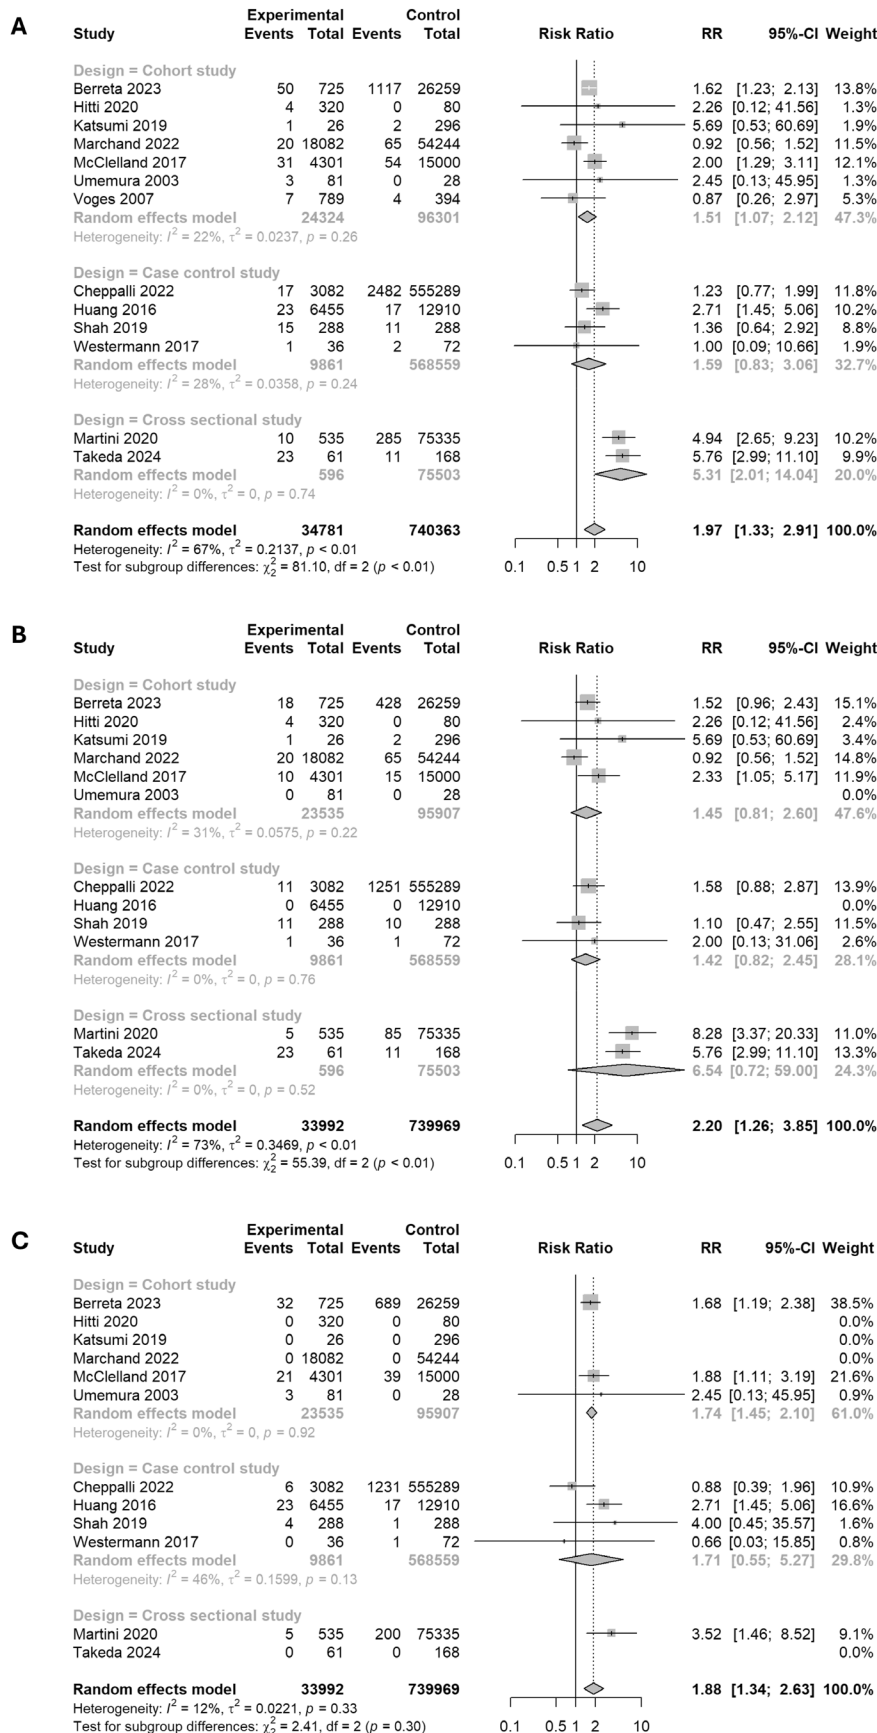 A
Experimental Control
Study Events Total Events Total Risk Ratio RR 95%-CI Weight
Design = Cohort study
Berreta 2023 50 725 1117 26259 1.62 [1.23; 2.13] 13.8%
Hitti 2020 4 320 0 80 2.26 [0.12; 41.56] 1.3%
Katsumi 2019 1 26 2 296 5.69 [0.53; 60.69] 1.9%
Marchand 2022 20 18082 65 54244 0.92 [0.56; 1.52] 11.5%
McClelland 2017 31 4301 54 15000 2.00 [1.29; 3.11] 12.1%
Umemura 2003 3 81 0 28 2.45 [0.13; 45.95] 1.3%
Voges 2007 7 789 4 394 0.87 [0.26; 2.97] 5.3%
Random effects model 24324 96301 1.51 [1.07; 2.12] 47.3%
Heterogeneity: I² = 22%, τ² = 0.0237, p = 0.26
Design = Case control study
Cheppalli 2022 17 3082 2482 555289 1.23 [0.77; 1.99] 11.8%
Huang 2016 23 6455 17 12910 2.71 [1.45; 5.06] 10.2%
Shah 2019 15 288 11 288 1.36 [0.64; 2.92] 8.8%
Westermann 2017 1 36 2 72 1.00 [0.09; 10.66] 1.9%
Random effects model 9861 568559 1.59 [0.83; 3.06] 32.7%
Heterogeneity: I² = 28%, τ² = 0.0358, p = 0.24
Design = Cross sectional study
Martini 2020 10 535 285 75335 4.94 [2.65; 9.23] 10.2%
Takeda 2024 23 61 11 168 5.76 [2.99; 11.10] 9.9%
Random effects model 596 75503 5.31 [2.01; 14.04] 20.0%
Heterogeneity: I² = 0%, τ² = 0, p = 0.74
Random effects model 34781 740363 1.97 [1.33; 2.91] 100.0%
Heterogeneity: I² = 67%, τ² = 0.2137, p < 0.01
Test for subgroup differences: χ²₂ = 81.10, df = 2 (p < 0.01)
0.1 0.5 1 2 10
B
Experimental Control
Study Events Total Events Total Risk Ratio RR 95%-CI Weight
Design = Cohort study
Berreta 2023 18 725 428 26259 1.52 [0.96; 2.43] 15.1%
Hitti 2020 4 320 0 80 2.26 [0.12; 41.56] 2.4%
Katsumi 2019 1 26 2 296 5.69 [0.53; 60.69] 3.4%
Marchand 2022 20 18082 65 54244 0.92 [0.56; 1.52] 14.8%
McClelland 2017 10 4301 15 15000 2.33 [1.05; 5.17] 11.9%
Umemura 2003 0 81 0 28 0.0%
Random effects model 23535 95907 1.45 [0.81; 2.60] 47.6%
Heterogeneity: I² = 31%, τ² = 0.0575, p = 0.22
Design = Case control study
Cheppalli 2022 11 3082 1251 555289 1.58 [0.88; 2.87] 13.9%
Huang 2016 0 6455 0 12910 0.0%
Shah 2019 11 288 10 288 1.10 [0.47; 2.55] 11.5%
Westermann 2017 1 36 1 72 2.00 [0.13; 31.06] 2.6%
Random effects model 9861 568559 1.42 [0.82; 2.45] 28.1%
Heterogeneity: I² = 0%, τ² = 0, p = 0.76
Design = Cross sectional study
Martini 2020 5 535 85 75335 8.28 [3.37; 20.33] 11.0%
Takeda 2024 23 61 11 168 5.76 [2.99; 11.10] 13.3%
Random effects model 596 75503 6.54 [0.72; 59.00] 24.3%
Heterogeneity: I² = 0%, τ² = 0, p = 0.52
Random effects model 33992 739969 2.20 [1.26; 3.85] 100.0%
Heterogeneity: I² = 73%, τ² = 0.3469, p < 0.01
Test for subgroup differences: χ²₂ = 55.39, df = 2 (p < 0.01)
0.1 0.5 1 2 10
C
Experimental Control
Study Events Total Events Total Risk Ratio RR 95%-CI Weight
Design = Cohort study
Berreta 2023 32 725 689 26259 1.68 [1.19; 2.38] 38.5%
Hitti 2020 0 320 0 80 0.0%
Katsumi 2019 0 26 0 296 0.0%
Marchand 2022 0 18082 0 54244 0.0%
McClelland 2017 21 4301 39 15000 1.88 [1.11; 3.19] 21.6%
Umemura 2003 3 81 0 28 2.45 [0.13; 45.95] 0.9%
Random effects model 23535 95907 1.74 [1.45; 2.10] 61.0%
Heterogeneity: I² = 0%, τ² = 0, p = 0.92
Design = Case control study
Cheppalli 2022 6 3082 1231 555289 0.88 [0.39; 1.96] 10.9%
Huang 2016 23 6455 17 12910 2.71 [1.45; 5.06] 16.6%
Shah 2019 4 288 1 288 4.00 [0.45; 35.57] 1.6%
Westermann 2017 0 36 1 72 0.66 [0.03; 15.85] 0.8%
Random effects model 9861 568559 1.71 [0.55; 5.27] 29.8%
Heterogeneity: I² = 46%, τ² = 0.1599, p = 0.13
Design = Cross sectional study
Martini 2020 5 535 200 75335 3.52 [1.46; 8.52] 9.1%
Takeda 2024 0 61 0 168 0.0%
Random effects model 33992 739969 1.88 [1.34; 2.63] 100.0%
Heterogeneity: I² = 12%, τ² = 0.0221, p = 0.33
Test for subgroup differences: χ²₂ = 2.41, df = 2 (p = 0.30)
0.1 0.5 1 2 10